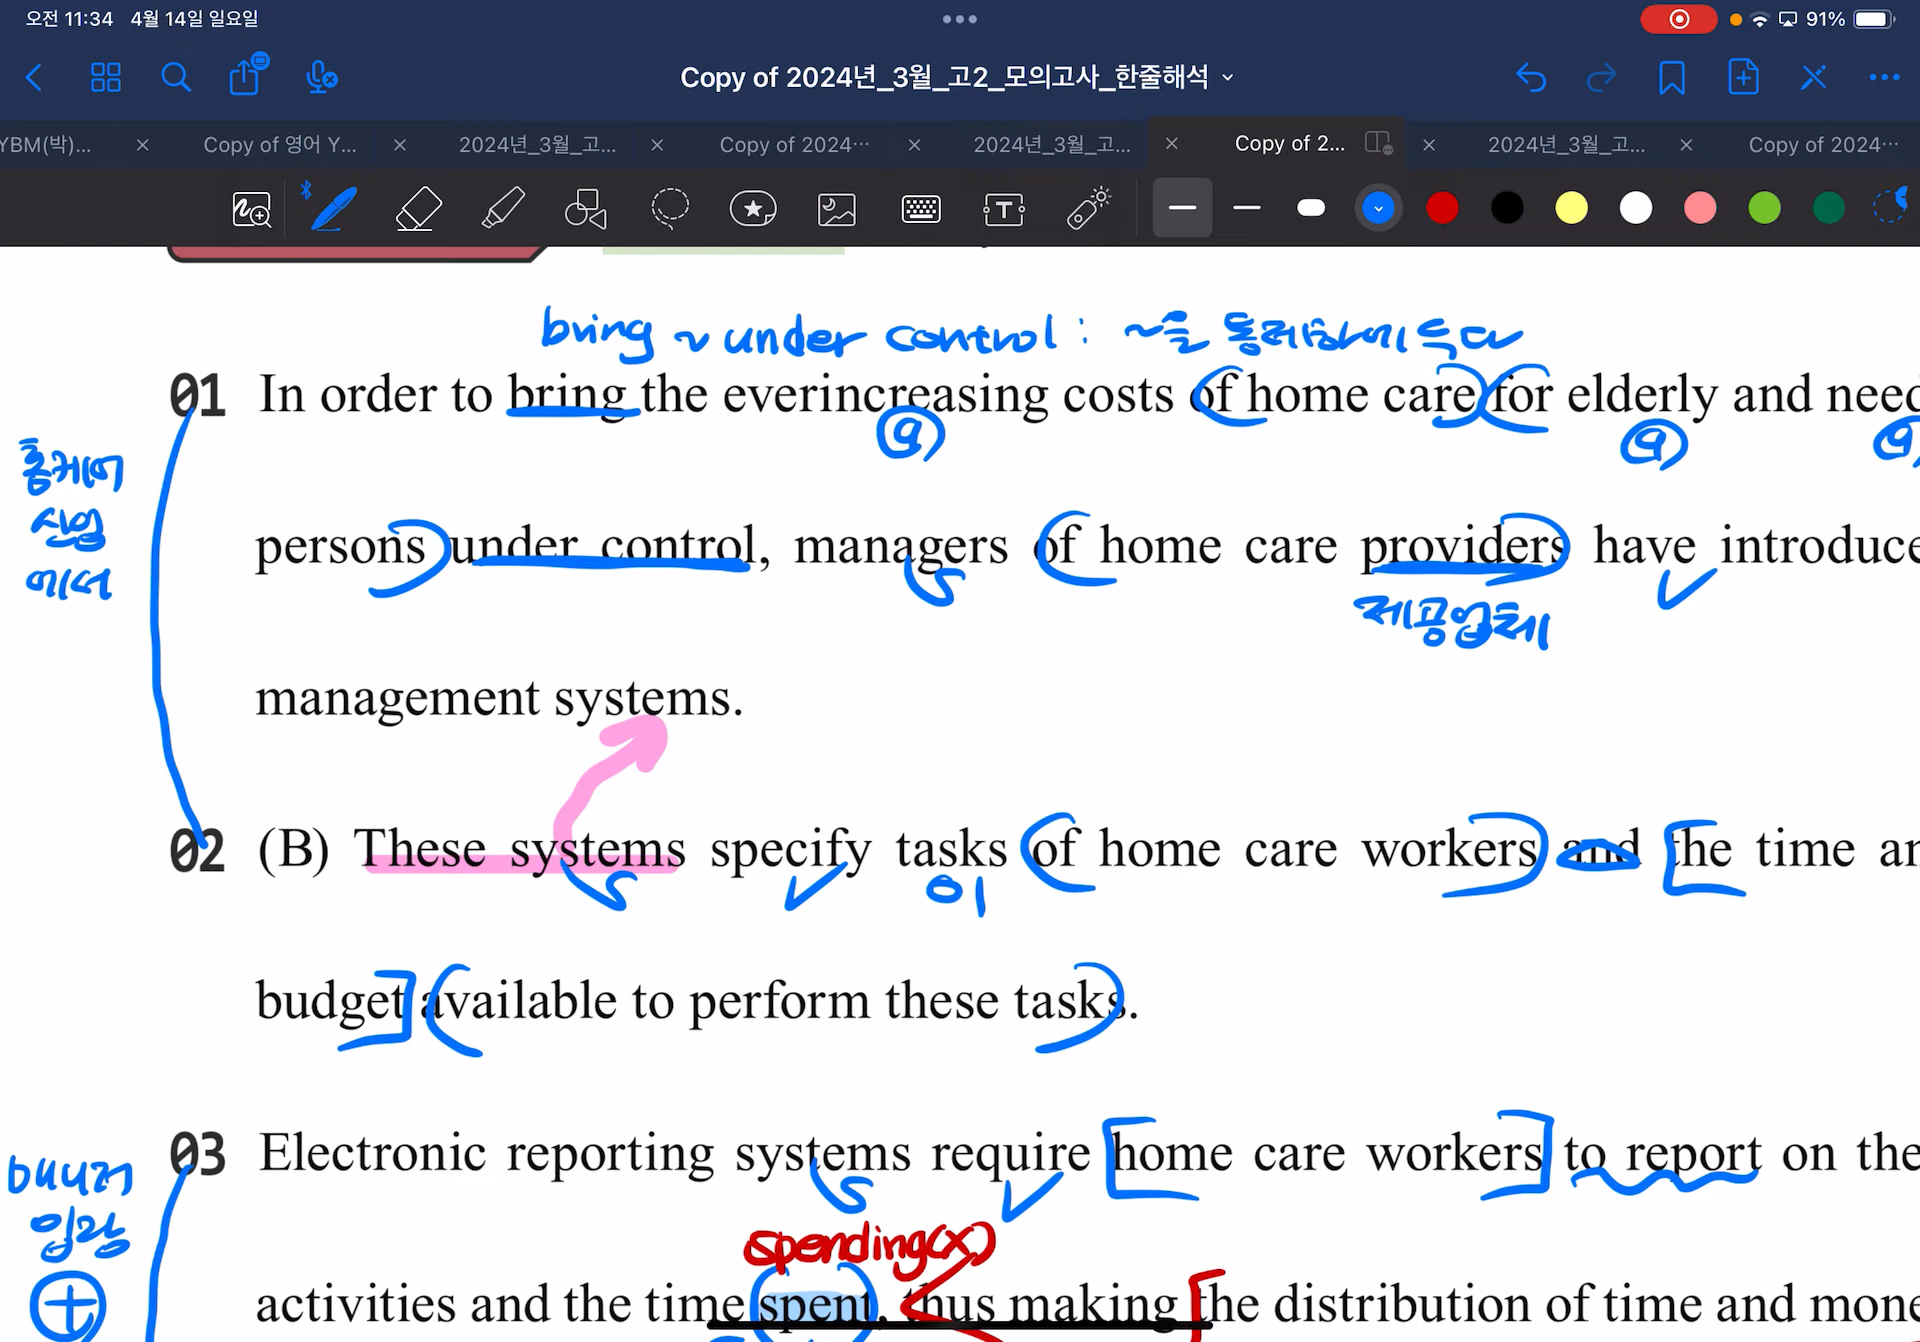 오전 11:34 4월 14일 일요일 91%
Copy of 2024년_3월_고2_모의고사_한줄해석
YBM(박)... Copy of 영어 Y... 2024년_3월_고... Copy of 2024... 2024년_3월_고... Copy of 2... 2024년_3월_고... Copy of 2024...
bring ~ under control : ~을 통제하에 두다
01 In order to bring the everincreasing costs of home care for elderly and need
ⓐ ⓐ ⓐ
홈케어
산업
에서
persons under control, managers of home care providers have introduce
S V
제공업체
management systems.
02 (B) These systems specify tasks of home care workers and the time an
S V 이
budget available to perform these tasks.
03 Electronic reporting systems require home care workers to report on the
S V
매니저
입장
+
spending(x)
activities and the time spent, thus making the distribution of time and mone